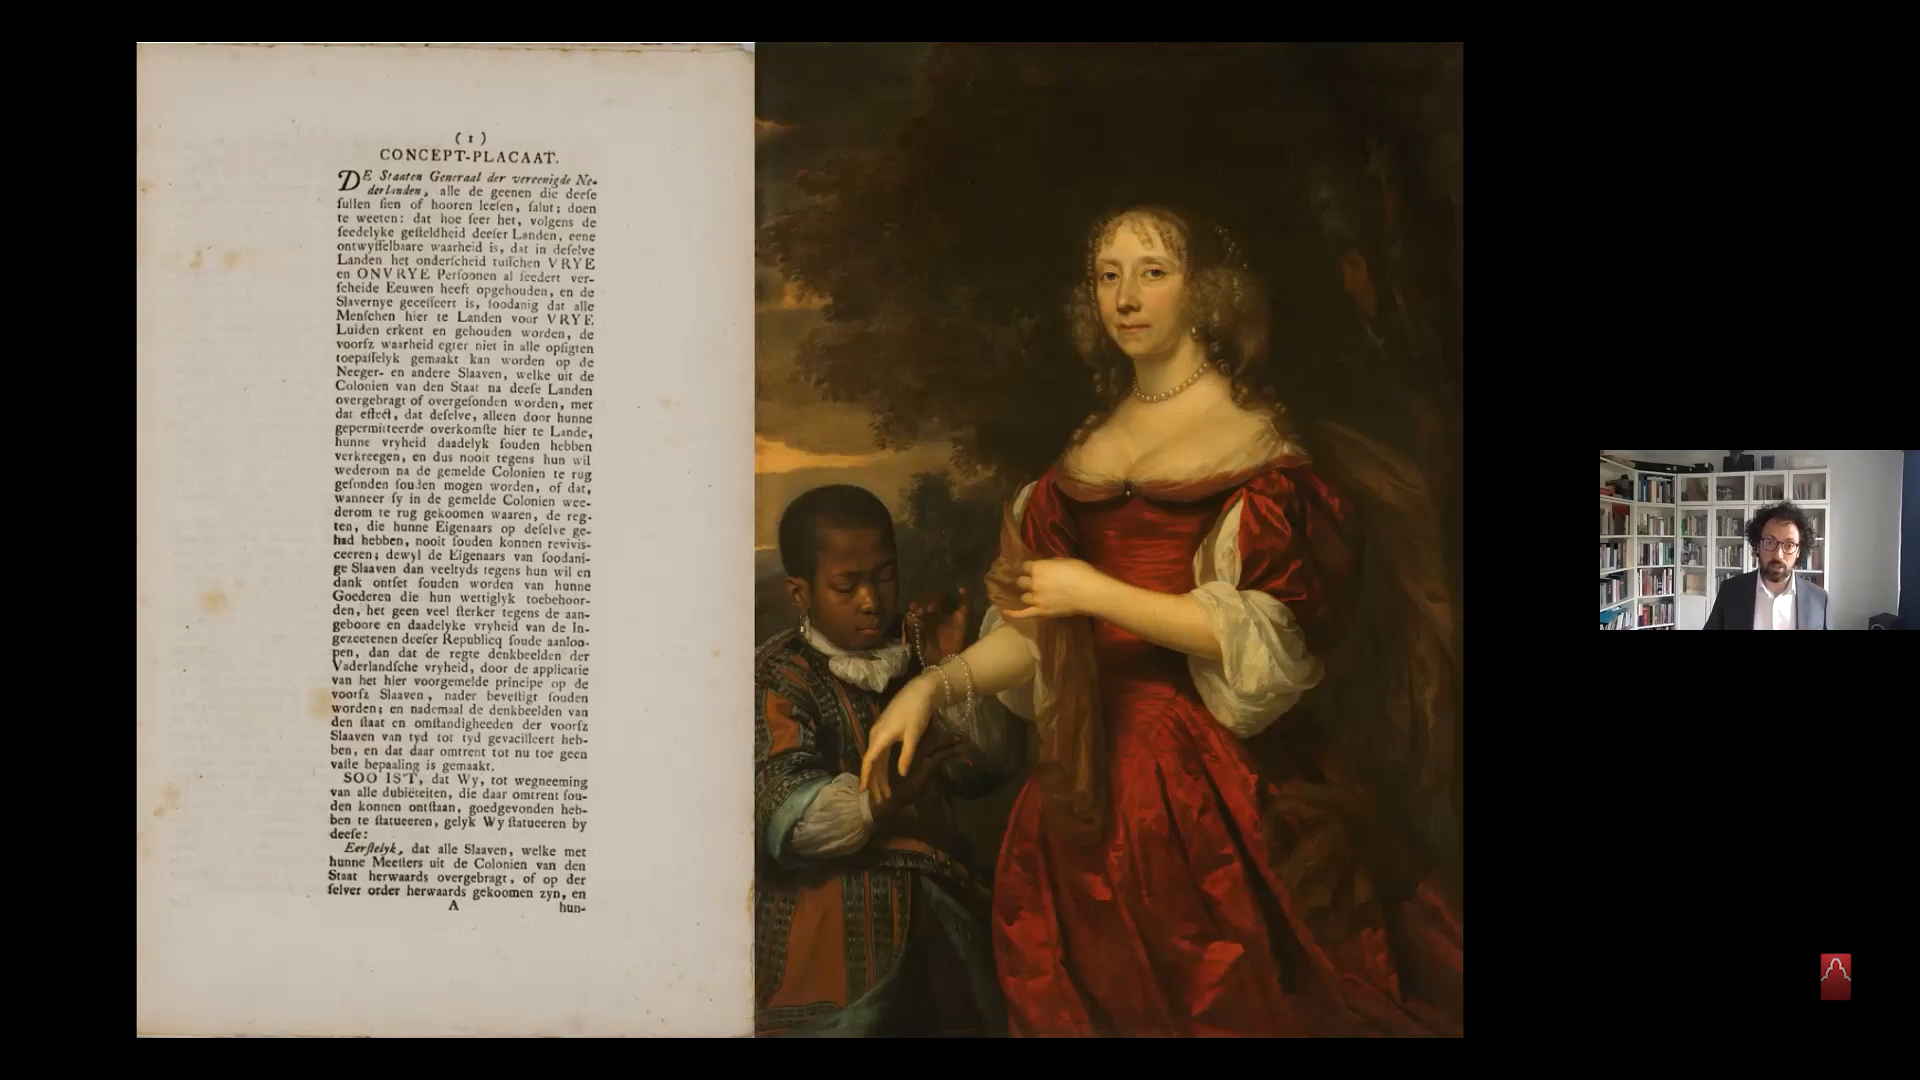 ( 1 )
CONCEPT-PLACAAT.
DE Staaten Generaal der vereenigde Ne-
derlanden, alle de geenen die deeſe
ſullen ſien of hooren leeſen, ſalut; doen
te weeten: dat hoe ſeer het, volgens de
ſeedelyke geſteldheid deeſer Landen, eene
ontwyffelbaare waarheid is, dat in deſelve
Landen het onderſcheid tuſſchen VRYE
en ONVRYE Perſoonen al ſeedert ver-
ſcheide Eeuwen heeft opgehouden, en de
Slavernye geceſſeert is, ſoodanig dat alle
Menſchen hier te Landen voor VRYE
Luiden erkent en gehouden worden, de
voorſz waarheid egter niet in alle opſigten
toepaſſelyk gemaakt kan worden op de
Neeger- en andere Slaaven, welke uit de
Colonien van den Staat na deeſe Landen
overgebragt of overgeſonden worden, met
dat effect, dat deſelve, alleen door hunne
gepermitteerde overkomſte hier te Lande,
hunne vryheid daadelyk ſouden hebben
verkreegen, en dus nooit tegens hun wil
wederom na de gemelde Colonien te rug
geſonden ſouden mogen worden, of dat,
wanneer ſy in de gemelde Colonien wee-
derom te rug gekoomen waaren, de reg-
ten, die hunne Eigenaars op deſelve ge-
had hebben, nooit ſouden konnen revivis-
ceeren; dewyl de Eigenaars van ſoodani-
ge Slaaven dan veeltyds tegens hun wil en
dank ontſet ſouden worden van hunne
Goederen die hun wettiglyk toebehoor-
den, het geen veel ſterker tegens de aan-
geboore en daadelyke vryheid van de In-
gezeetenen deeſer Republicq ſoude aanloo-
pen, dan dat de regte denkbeelden der
Vaderlandſche vryheid, door de applicatie
van het hier voorgemelde principe op de
voorſz Slaaven, nader beveſtigt ſouden
worden; en nademaal de denkbeelden van
den ſtaat en omſtandigheeden der voorſz
Slaaven van tyd tot tyd gevacilleert heb-
ben, en dat daar omtrent tot nu toe geen
vaſte bepaaling is gemaakt.
SOO IS'T, dat Wy, tot wegneeming
van alle dubiëteiten, die daar omtrent ſou-
den konnen ontſtaan, goedgevonden heb-
ben te ſtatueeren, gelyk Wy ſtatueeren by
deeſe:
Eerſtelyk, dat alle Slaaven, welke met
hunne Meeſters uit de Colonien van den
Staat herwaards overgebragt, of op der
ſelver order herwaards gekoomen zyn, en
A hun-